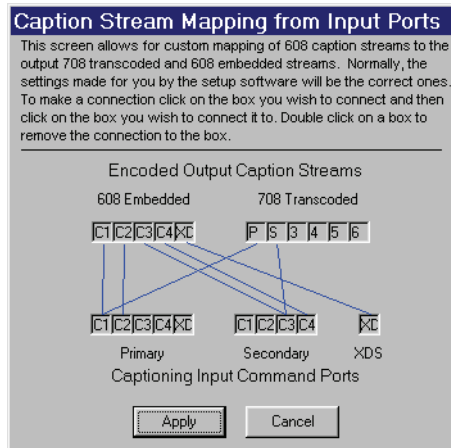 Caption Stream Mapping from Input Ports
This screen allows for custom mapping of 608 caption streams to the
output 708 transcoded and 608 embedded streams. Normally, the
settings made for you by the setup software will be the correct ones.
To make a connection click on the box you wish to connect and then
click on the box you wish to connect it to. Double click on a box to
remove the connection to the box.
Encoded Output Caption Streams
608 Embedded 708 Transcoded
C1 C2 C3 C4 XD P S 3 4 5 6
C1 C2 C3 C4 XD C1 C2 C3 C4 XD
Primary Secondary XDS
Captioning Input Command Ports
Apply Cancel